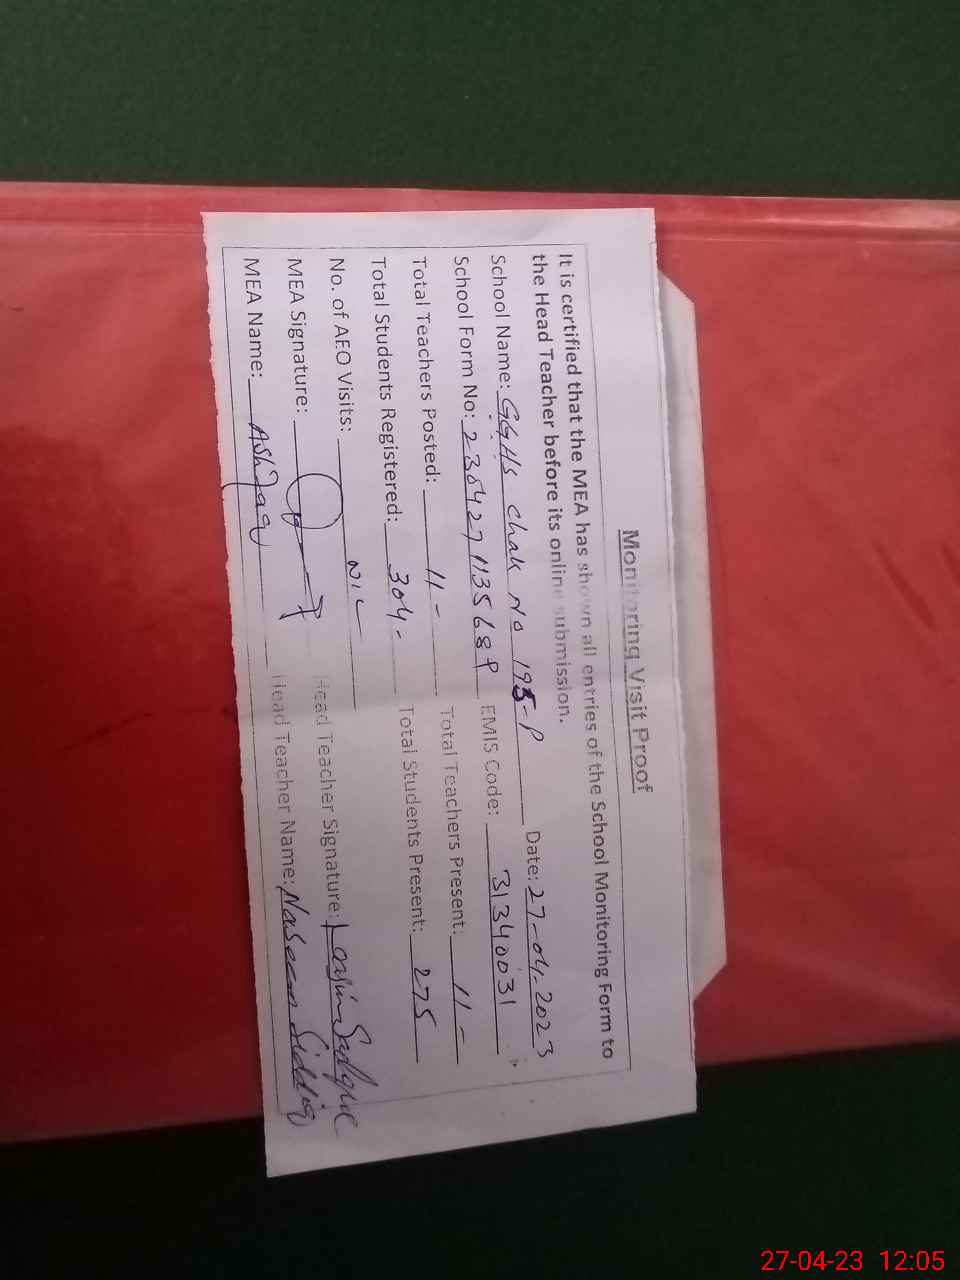 Monitoring Visit Proof
It is certified that the MEA has shown all entries of the School Monitoring Form to
the Head Teacher before its online submission.
School Name: GGHS Chak No 195-P Date: 27-04-2023
School Form No: 2304271135689 EMIS Code: 31340031
Total Teachers Posted: 11- Total Teachers Present: 11-
Total Students Registered: 304- Total Students Present: 275
No. of AEO Visits: NIL
MEA Signature: Head Teacher Signature:
MEA Name: Ashfaq Head Teacher Name: Naseem Siddiq
27-04-23 12:05